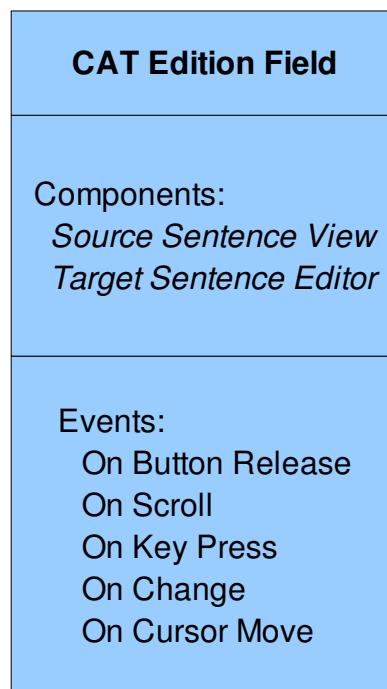 CAT Edition Field
Components:
Source Sentence View
Target Sentence Editor
Events:
On Button Release
On Scroll
On Key Press
On Change
On Cursor Move